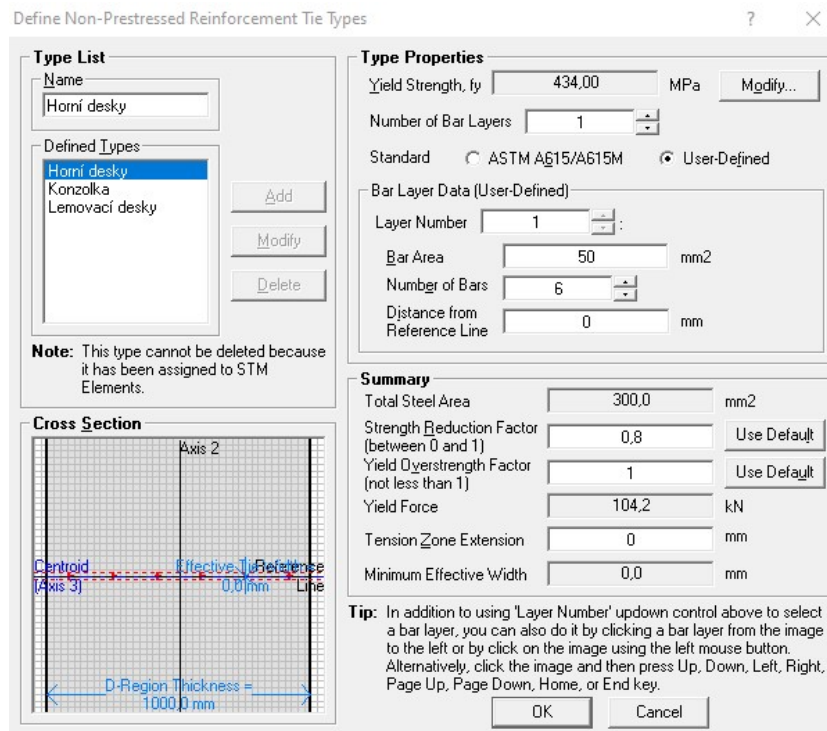 Define Non-Prestressed Reinforcement Tie Types
?
Type List
Name
Horní desky
Defined Types
Horní desky
Konzolka
Lemovací desky
Add
Modify
Delete
Note: This type cannot be deleted because
it has been assigned to STM
Elements.
Cross Section
Axis 2
Centroid
(Axis 3)
Effective Tie
Reference
Line
0,0 mm
D-Region Thickness =
1000,0 mm
Type Properties
Yield Strength, fy 434,00 MPa Modify...
Number of Bar Layers 1
Standard ASTM A615/A615M User-Defined
Bar Layer Data (User-Defined)
Layer Number 1 :
Bar Area 50 mm2
Number of Bars 6
Distance from
Reference Line 0 mm
Summary
Total Steel Area 300,0 mm2
Strength Reduction Factor
(between 0 and 1) 0,8 Use Default
Yield Overstrength Factor
(not less than 1) 1 Use Default
Yield Force 104,2 kN
Tension Zone Extension 0 mm
Minimum Effective Width 0,0 mm
Tip: In addition to using 'Layer Number' updown control above to select
a bar layer, you can also do it by clicking a bar layer from the image
to the left or by click on the image using the left mouse button.
Alternatively, click the image and then press Up, Down, Left, Right,
Page Up, Page Down, Home, or End key.
OK
Cancel